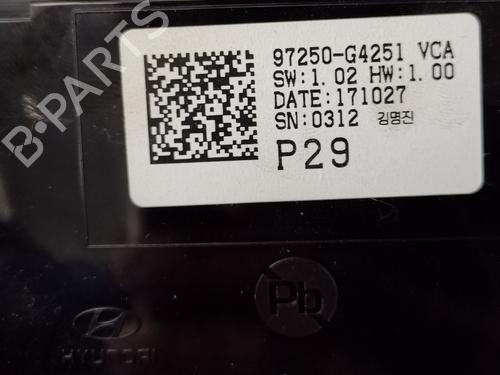 97250-G4251 VCA
SW:1.02 HW:1.00
DATE:171027
SN:0312 김명진
P29
Pb
HYUNDAI
B-Parts